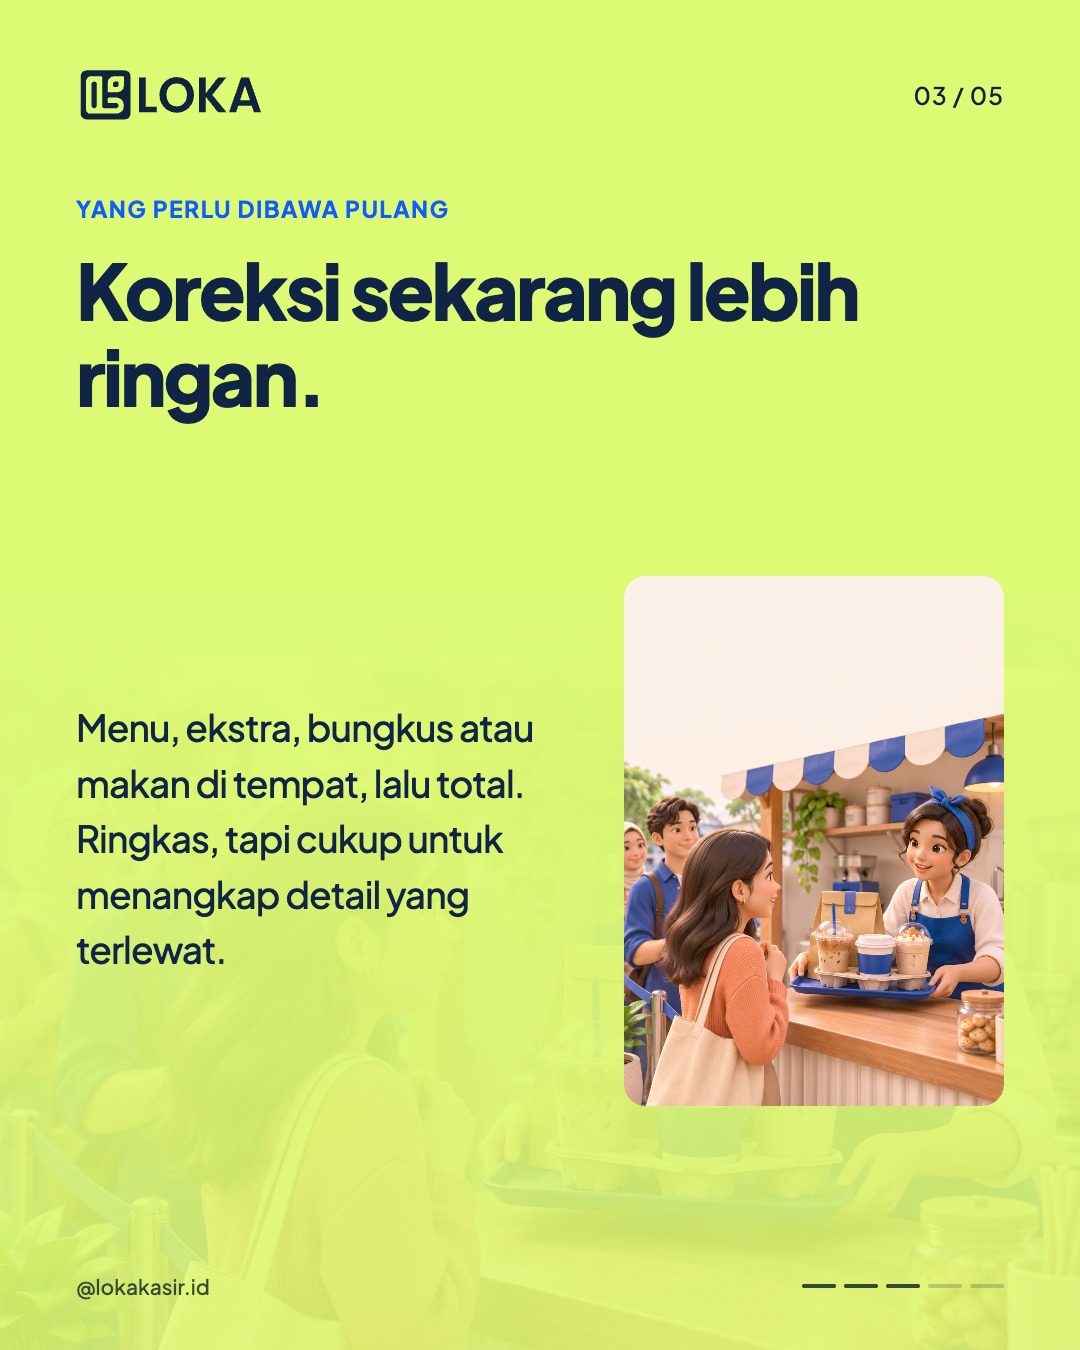 LOKA
03 / 05
YANG PERLU DIBAWA PULANG
Koreksi sekarang lebih
ringan.
Menu, ekstra, bungkus atau
makan di tempat, lalu total.
Ringkas, tapi cukup untuk
menangkap detail yang
terlewat.
@lokakasir.id